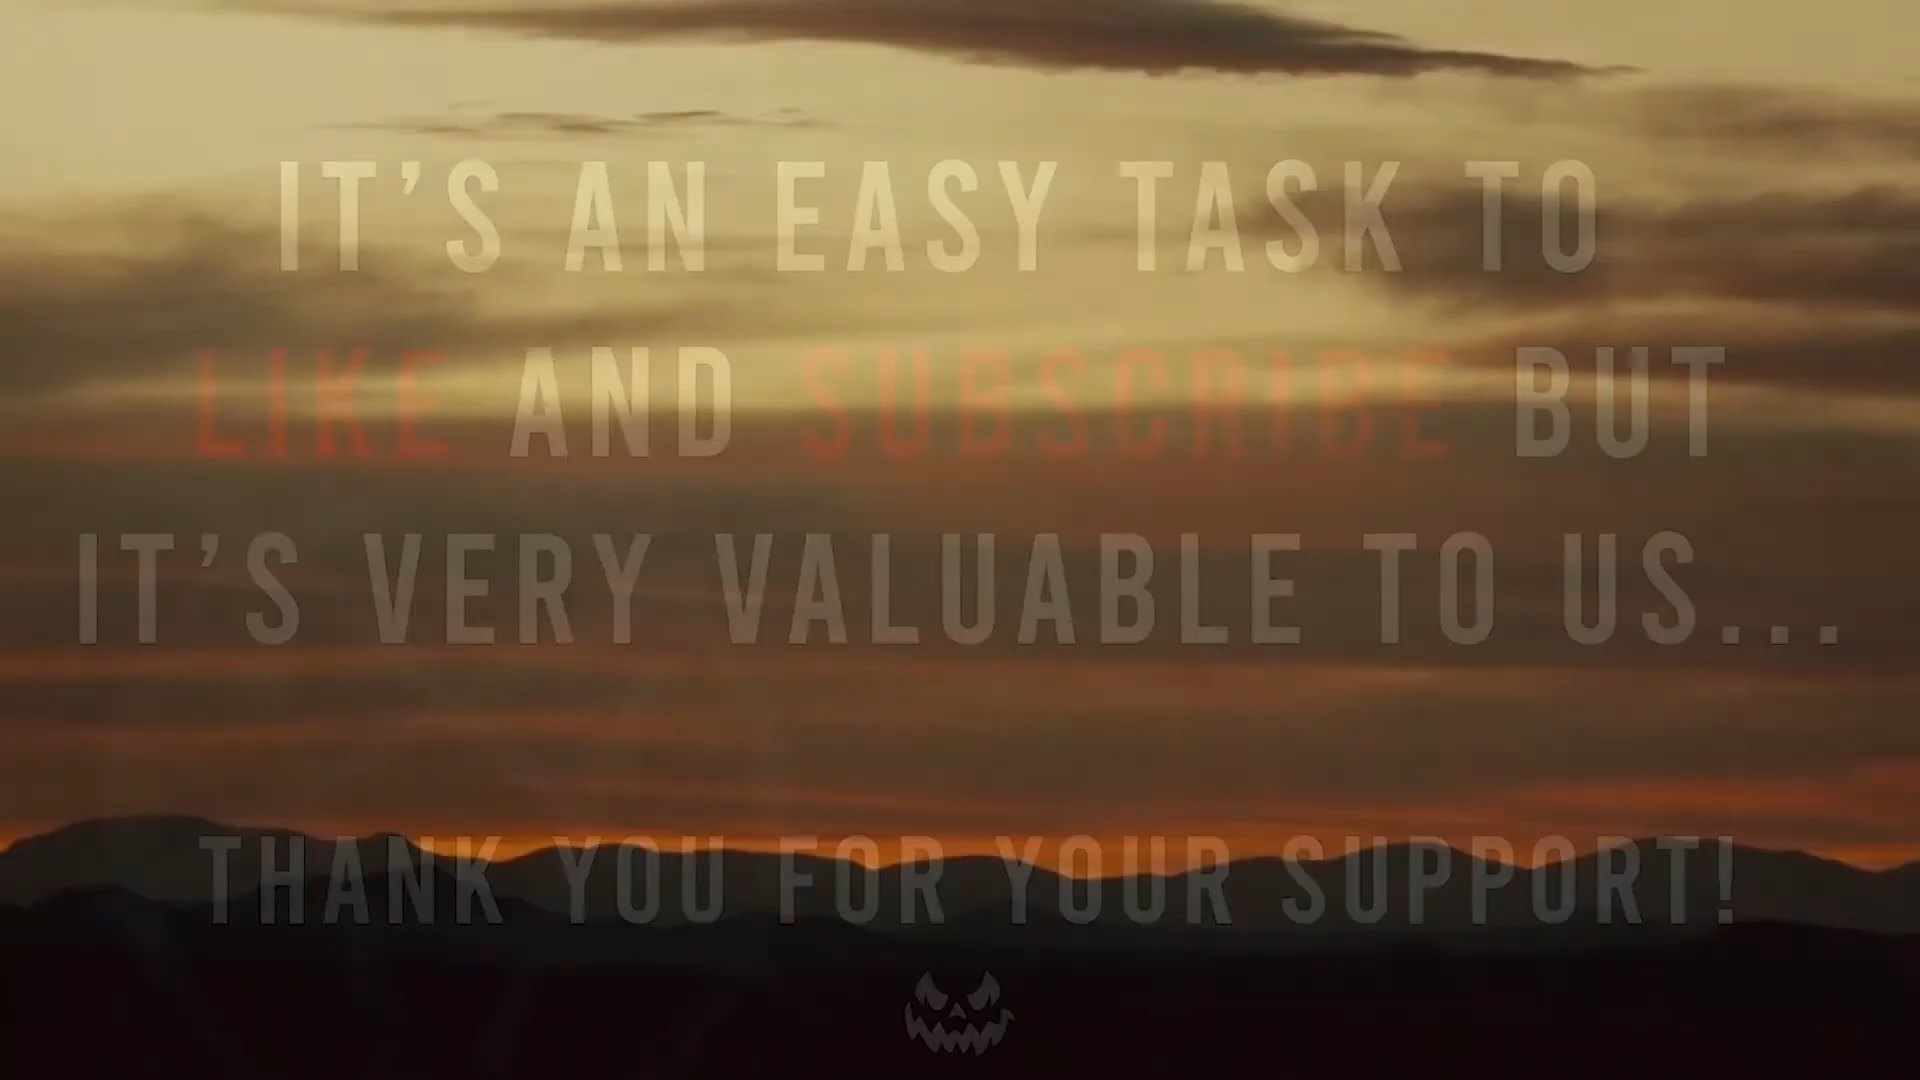 IT'S AN EASY TASK TO
LIKE AND SUBSCRIBE BUT
IT'S VERY VALUABLE TO US...
THANK YOU FOR YOUR SUPPORT!